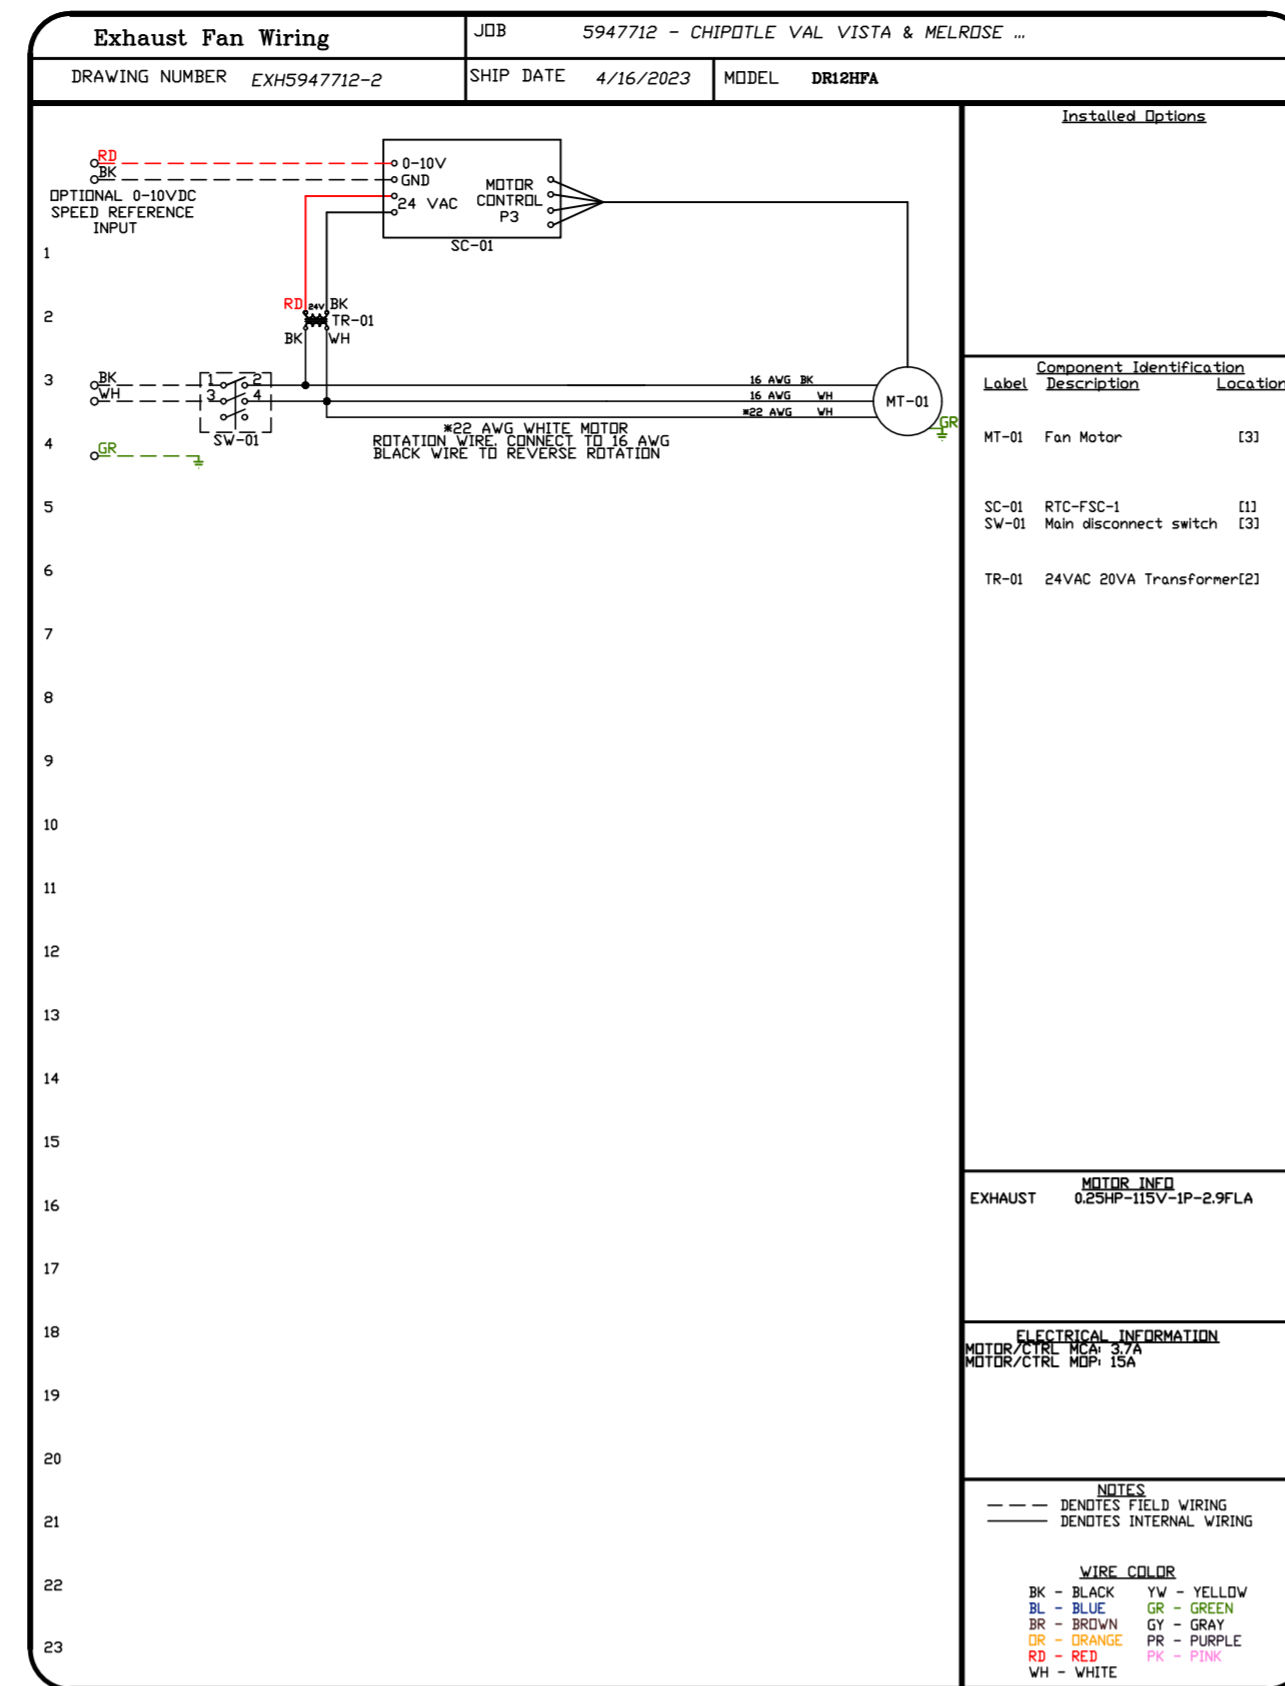 Exhaust Fan Wiring
JOB 5947712 - CHIPOTLE VAL VISTA & MELROSE ...
DRAWING NUMBER EXH5947712-2
SHIP DATE 4/16/2023
MODEL DR12HFA
RD
BK
OPTIONAL 0-10VDC
SPEED REFERENCE
INPUT
0-10V
GND
24 VAC
MOTOR
CONTROL
P3
SC-01
1
2
RD 24V BK
TR-01
BK WH
3
BK
WH
1 2
3 4
SW-01
16 AWG BK
16 AWG WH
*22 AWG WH
MT-01
GR
*22 AWG WHITE MOTOR
ROTATION WIRE. CONNECT TO 16 AWG
BLACK WIRE TO REVERSE ROTATION
4
GR
5
6
7
8
9
10
11
12
13
14
15
16
17
18
19
20
21
22
23
Installed Options
Component Identification
Label Description Location
MT-01 Fan Motor [3]
SC-01 RTC-FSC-1 [1]
SW-01 Main disconnect switch [3]
TR-01 24VAC 20VA Transformer[2]
MOTOR INFO
EXHAUST 0.25HP-115V-1P-2.9FLA
ELECTRICAL INFORMATION
MOTOR/CTRL MCA: 3.7A
MOTOR/CTRL MOP: 15A
NOTES
DENOTES FIELD WIRING
DENOTES INTERNAL WIRING
WIRE COLOR
BK - BLACK YW - YELLOW
BL - BLUE GR - GREEN
BR - BROWN GY - GRAY
OR - ORANGE PR - PURPLE
RD - RED PK - PINK
WH - WHITE